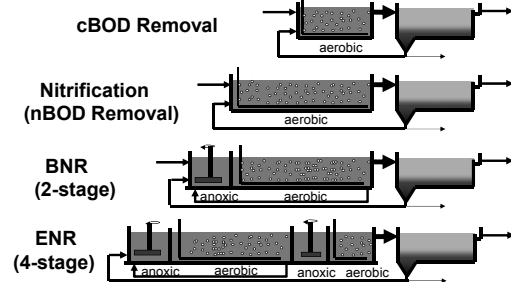 cBOD Removal
aerobic
Nitrification
(nBOD Removal)
aerobic
BNR
(2-stage)
anoxic
aerobic
ENR
(4-stage)
anoxic
aerobic
anoxic
aerobic